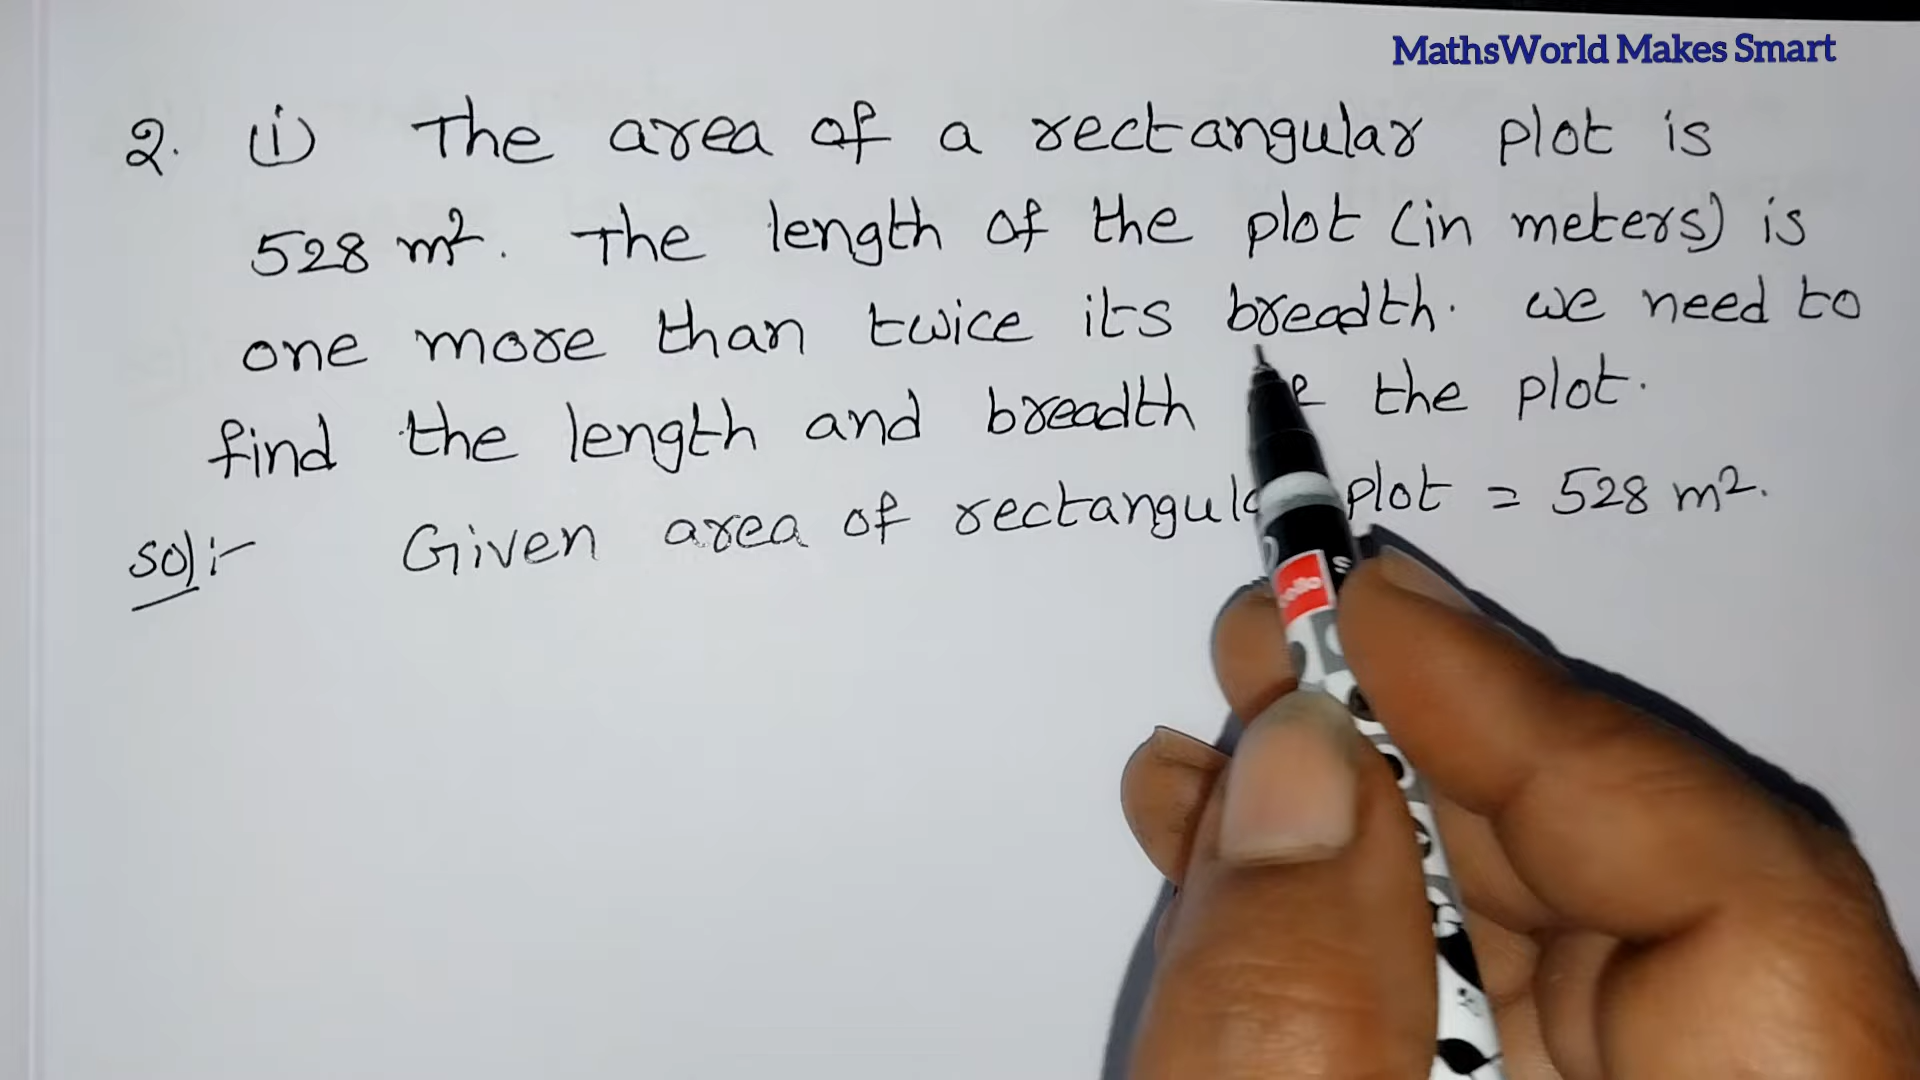 MathsWorld Makes Smart
2. (i) The area of a rectangular plot is
528 m². The length of the plot (in meters) is
one more than twice its breadth. we need to
find the length and breadth the plot.
Sol:- Given area of rectangular plot = 528 m².